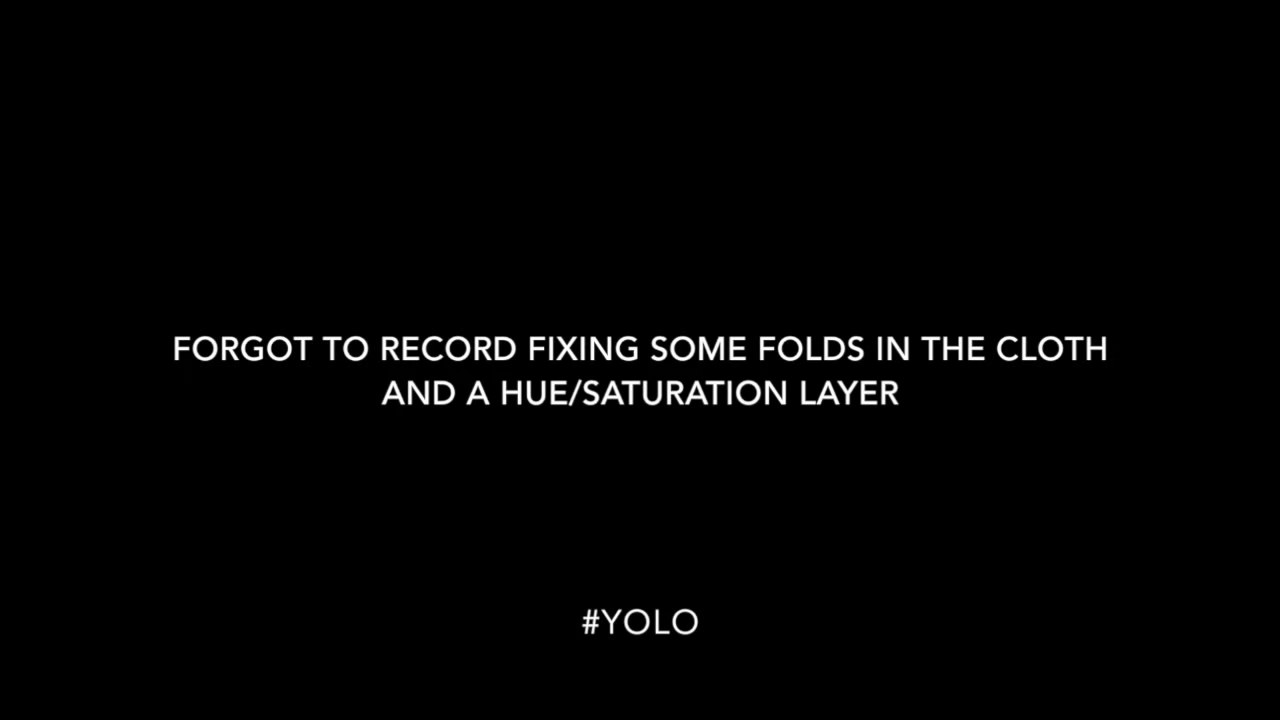 FORGOT TO RECORD FIXING SOME FOLDS IN THE CLOTH
AND A HUE/SATURATION LAYER
#YOLO